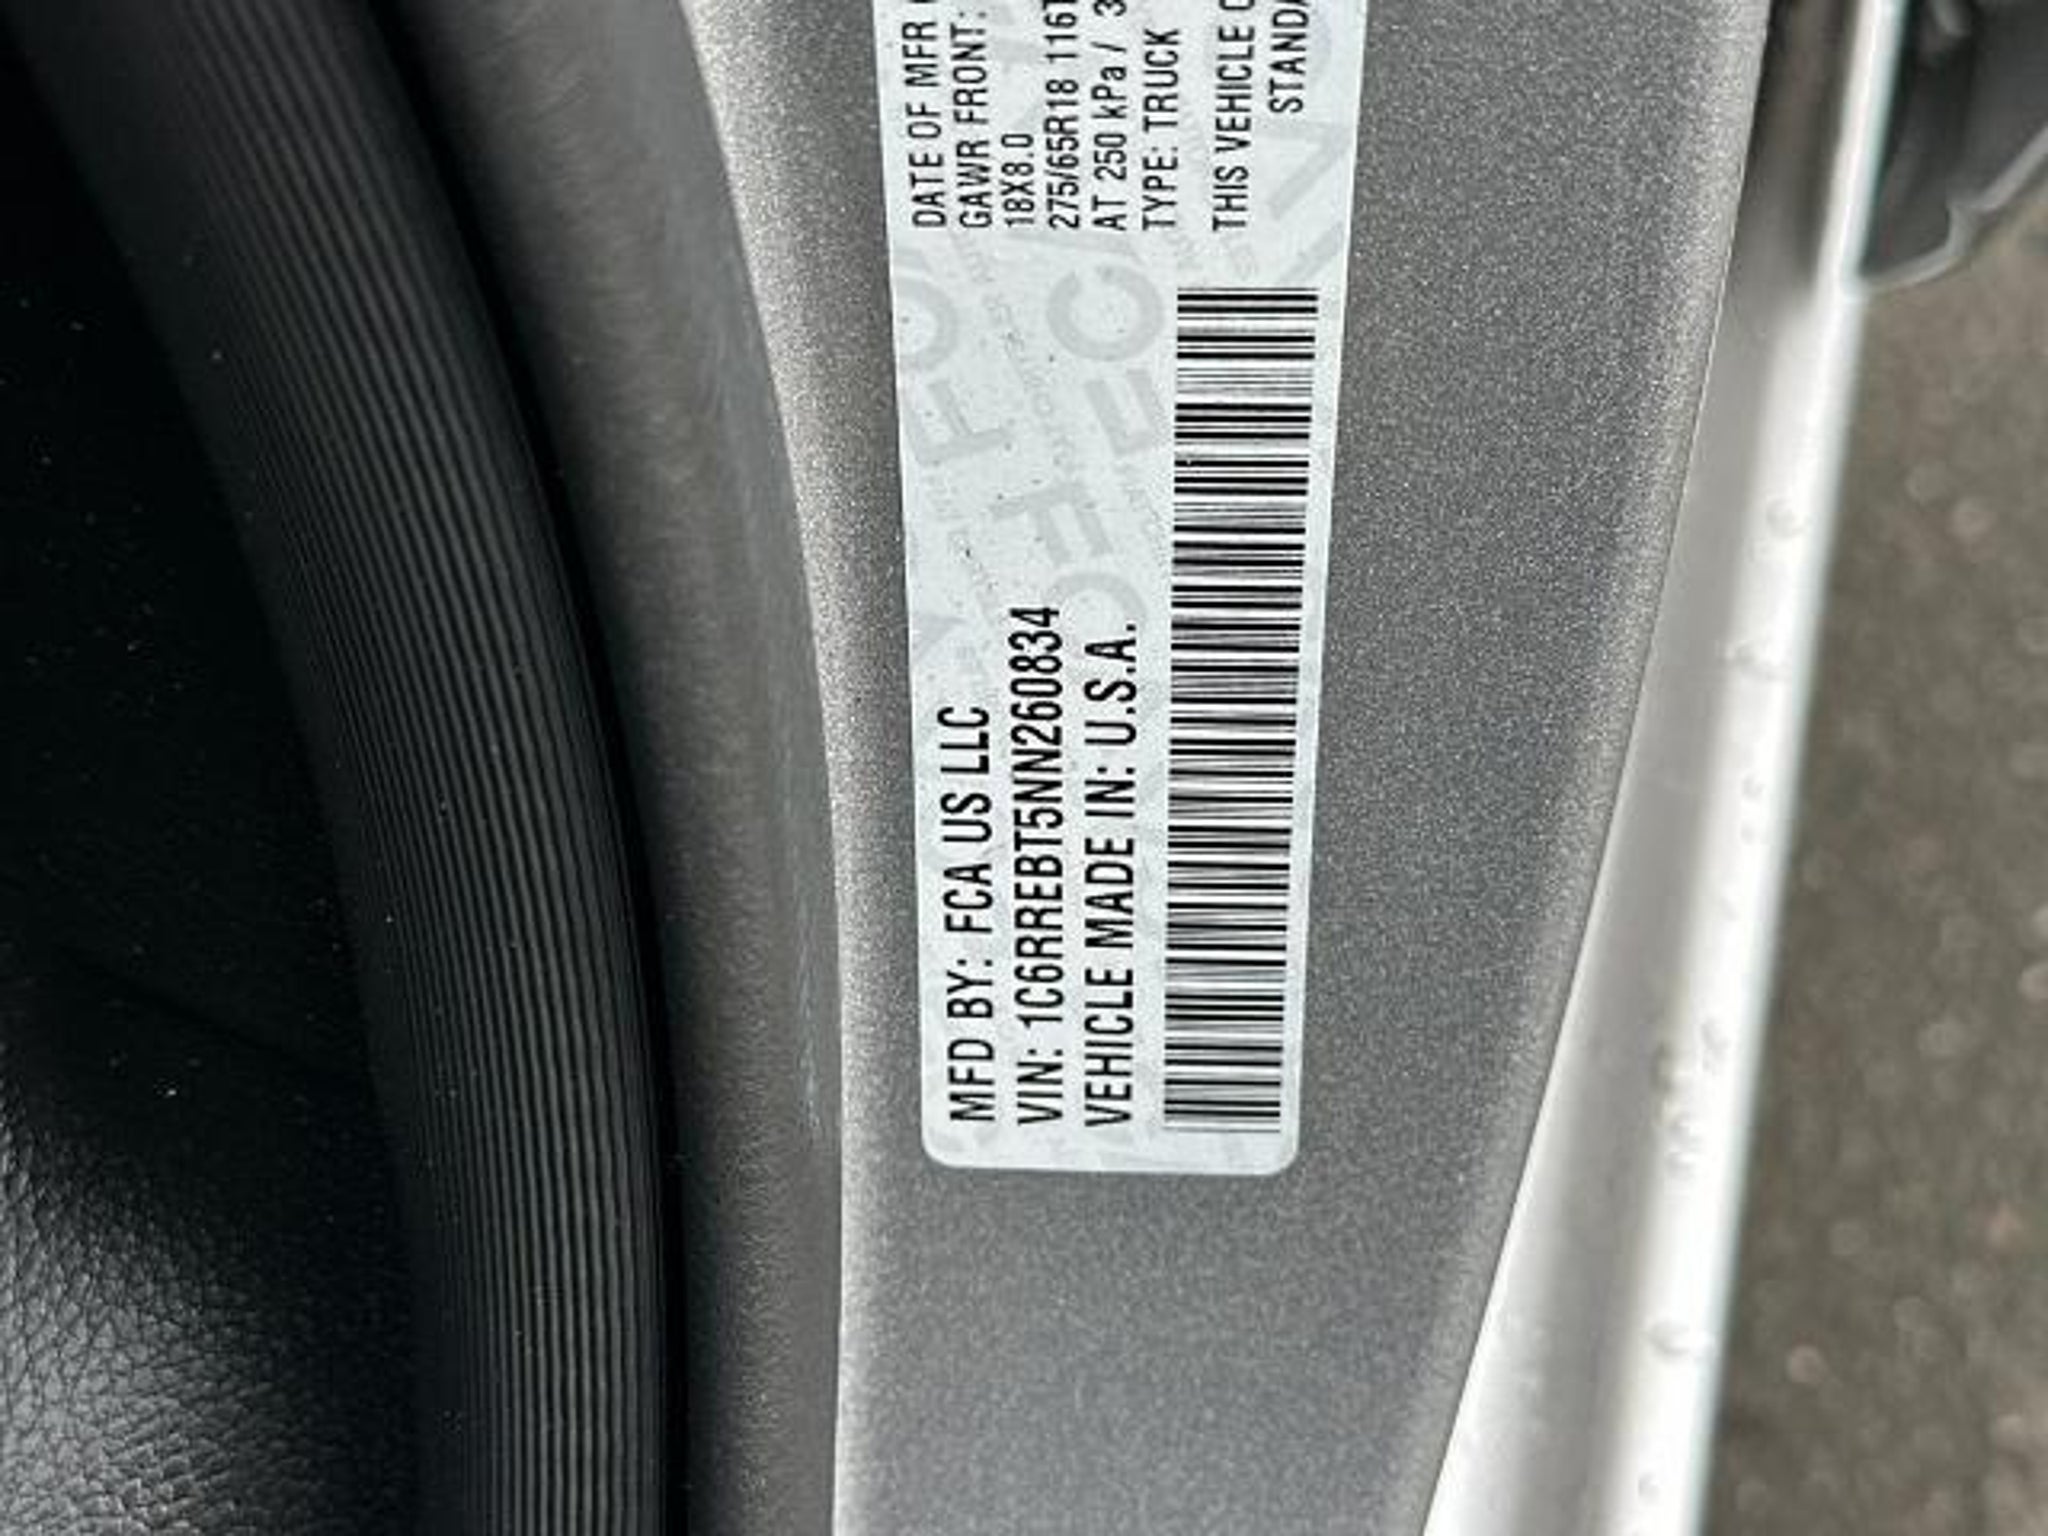 MFD BY: FCA US LLC
VIN: 1C6RREBT5NN260834
VEHICLE MADE IN: U.S.A.
DATE OF MFR
GAWR FRONT:
18X8.0
275/65R18 116T
AT 250 kPa / 3
TYPE: TRUCK
THIS VEHICLE